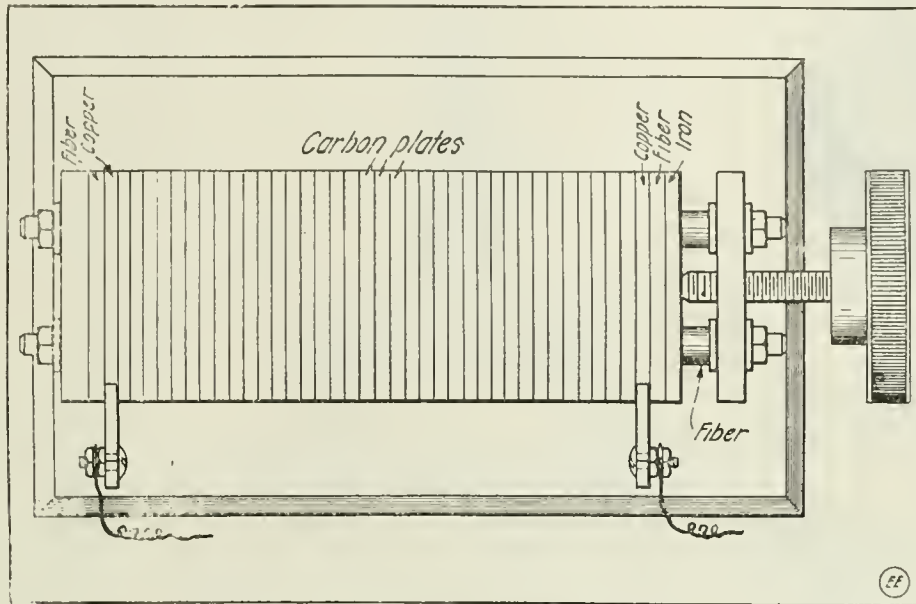 Fiber
Copper
Carbon plates
Copper
Fiber
Iron
Fiber
EE